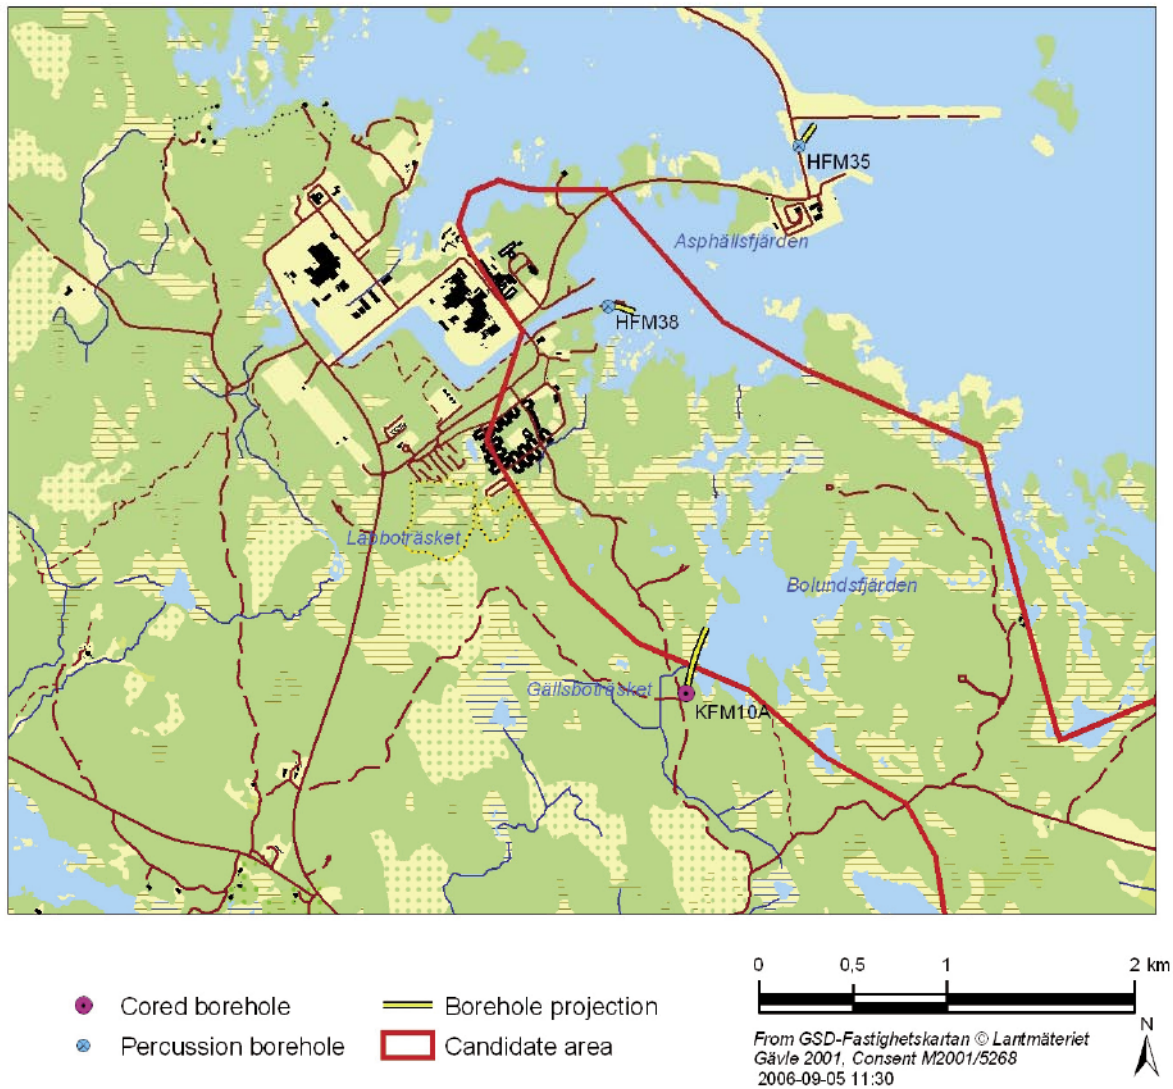 HFM35
Asphällsfjärden
HFM38
Läpboträsket
Bolundsfjärden
Gällsboträsket
KFM10A
Cored borehole
Percussion borehole
Borehole projection
Candidate area
0 0,5 1 2 km
From GSD-Fastighetskartan © Lantmäteriet
Gävle 2001, Consent M2001/5268
2006-09-05 11:30
N